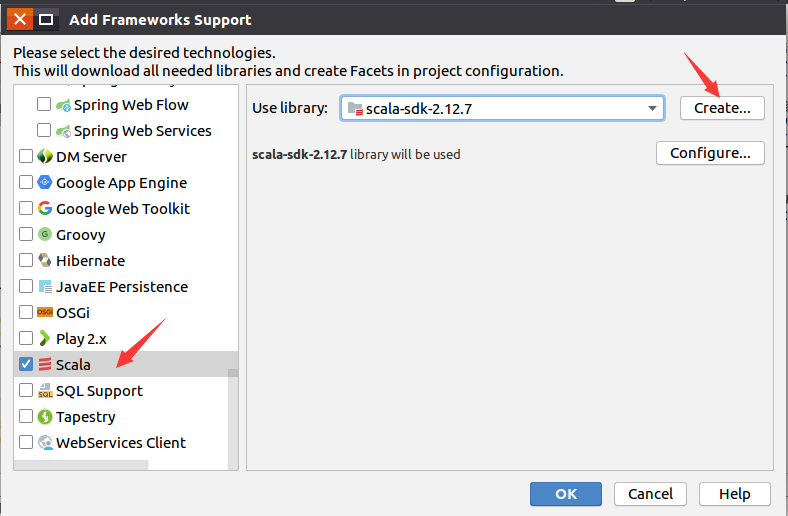 Add Frameworks Support
Please select the desired technologies.
This will download all needed libraries and create Facets in project configuration.
Spring Web Flow
Spring Web Services
DM Server
Google App Engine
Google Web Toolkit
Groovy
Hibernate
JavaEE Persistence
OSGi
Play 2.x
Scala
SQL Support
Tapestry
WebServices Client
Use library:
scala-sdk-2.12.7
Create...
scala-sdk-2.12.7 library will be used
Configure...
OK
Cancel
Help